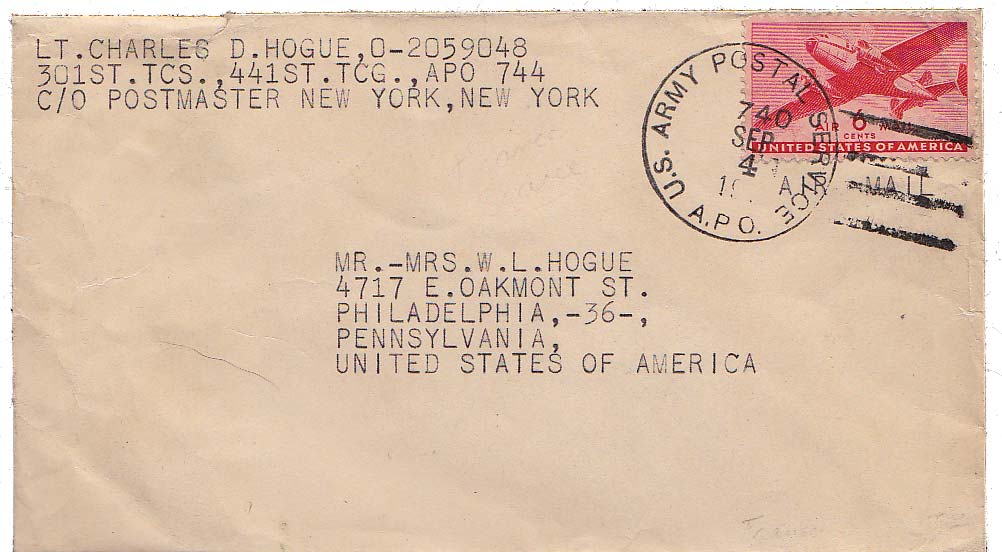 LT.CHARLES D.HOGUE,O-2059048
301ST.TCS.,441ST.TCG.,APO 744
C/O POSTMASTER NEW YORK,NEW YORK
U.S. ARMY POSTAL SERVICE
A.P.O.
740
SEP
4
AIR 6
CENTS
UNITED STATES OF AMERICA
AIR MAIL
MR.-MRS.W.L.HOGUE
4717 E.OAKMONT ST.
PHILADELPHIA,-36-,
PENNSYLVANIA,
UNITED STATES OF AMERICA